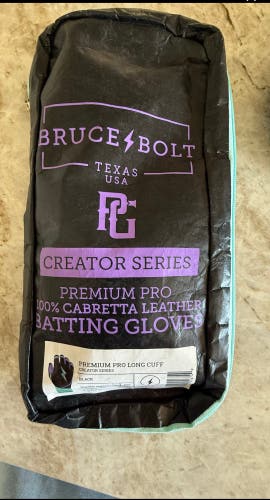 BRUCE BOLT
TEXAS
USA
PG
CREATOR SERIES
PREMIUM PRO
100% CABRETTA LEATHER
BATTING GLOVES
PREMIUM PRO LONG CUFF
CREATOR SERIES
BLACK